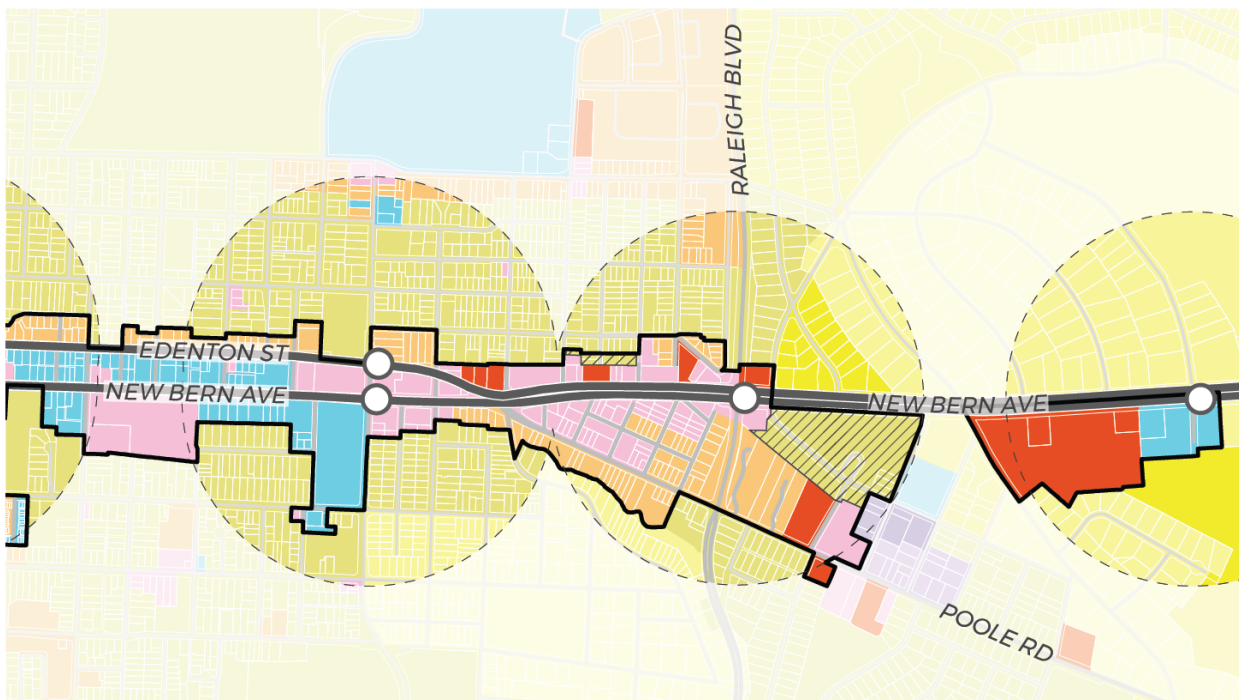 RALEIGH BLVD
EDENTON ST
NEW BERN AVE
NEW BERN AVE
POOLE RD